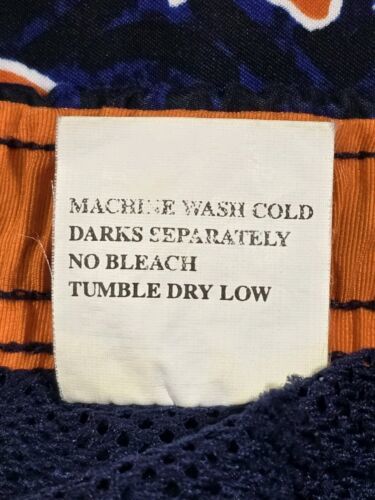 MACHINE WASH COLD
DARKS SEPARATELY
NO BLEACH
TUMBLE DRY LOW